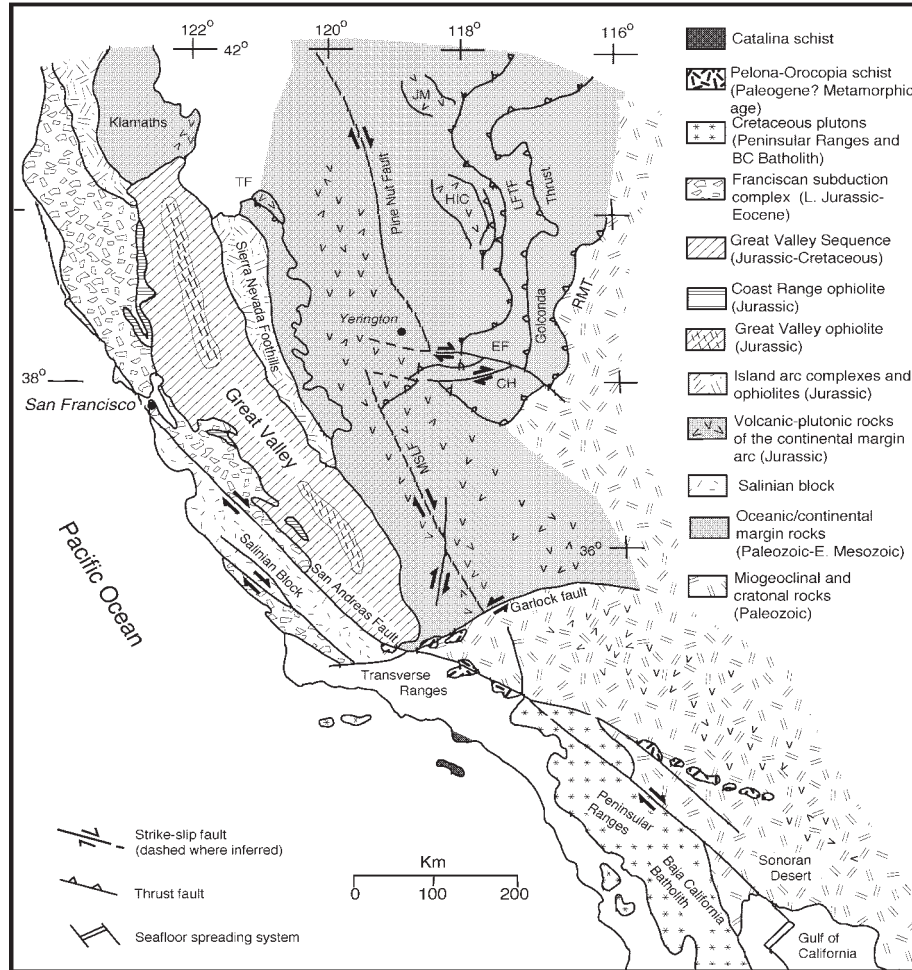 122°
42°
120°
118°
116°
Klamaths
JM
TF
Pine Nut Fault
HIC
LFTF
Thrust
Sierra Nevada Foothills
Golconda
RMT
Yerington
EF
CH
38°
San Francisco
Great Valley
MSLF
36°
Pacific Ocean
Salinian Block
San Andreas Fault
Garlock fault
Transverse
Ranges
Peninsular
Ranges
Baja California
Batholith
Sonoran
Desert
Gulf of
California
Catalina schist
Pelona-Orocopia schist
(Paleogene? Metamorphic
age)
Cretaceous plutons
(Peninsular Ranges and
BC Batholith)
Franciscan subduction
complex (L. Jurassic-
Eocene)
Great Valley Sequence
(Jurassic-Cretaceous)
Coast Range ophiolite
(Jurassic)
Great Valley ophiolite
(Jurassic)
Island arc complexes and
ophiolites (Jurassic)
Volcanic-plutonic rocks
of the continental margin
arc (Jurassic)
Salinian block
Oceanic/continental
margin rocks
(Paleozoic-E. Mesozoic)
Miogeoclinal and
cratonal rocks
(Paleozoic)
Strike-slip fault
(dashed where inferred)
Thrust fault
Seafloor spreading system
Km
0 100 200